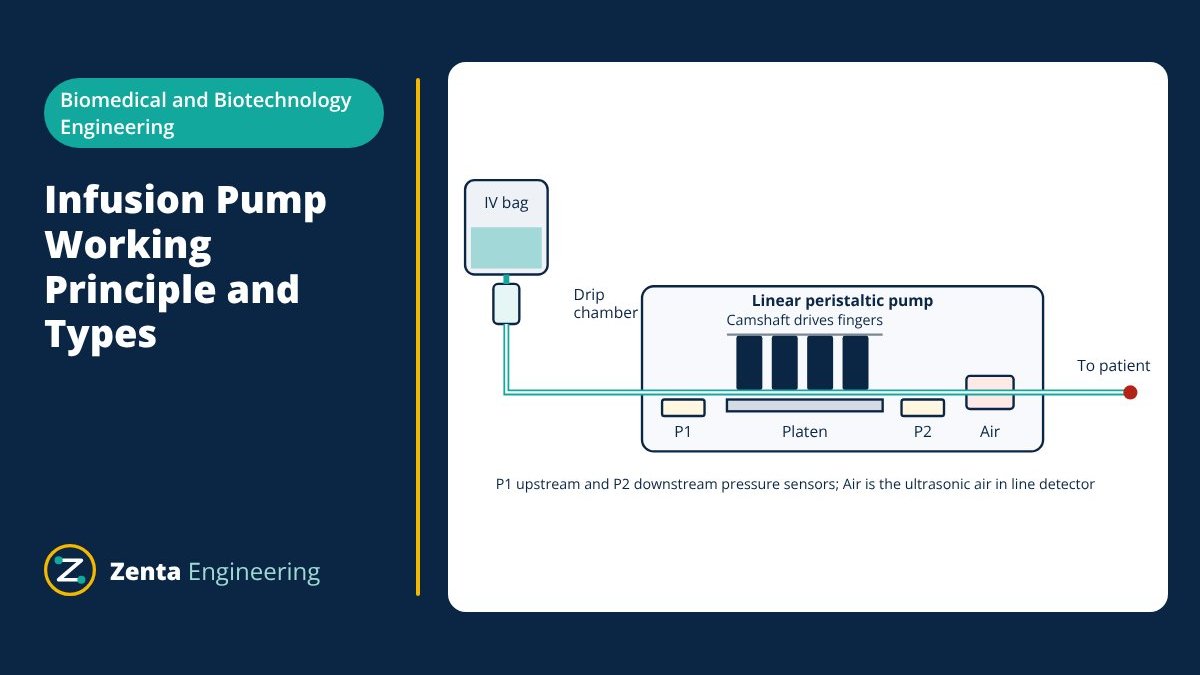 Biomedical and Biotechnology
Engineering
Infusion Pump
Working
Principle and
Types
Zenta Engineering
IV bag
Drip
chamber
Linear peristaltic pump
Camshaft drives fingers
To patient
P1
Platen
P2
Air
P1 upstream and P2 downstream pressure sensors; Air is the ultrasonic air in line detector